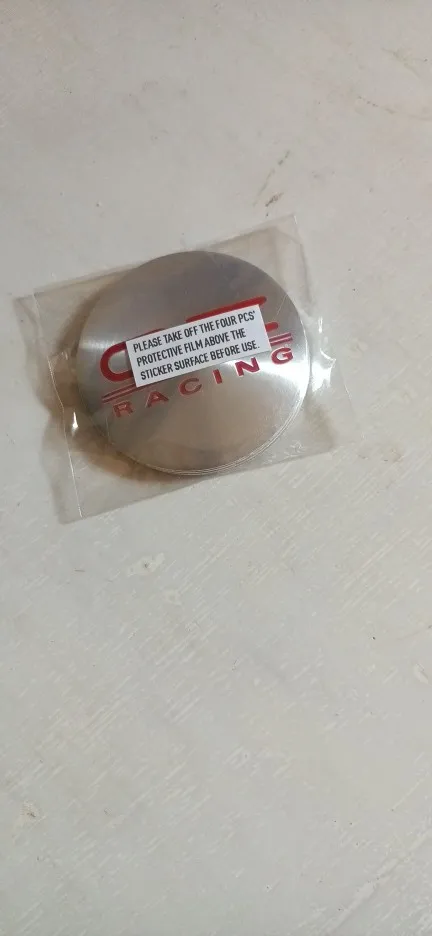 PLEASE TAKE OFF THE FOUR PCS'
PROTECTIVE FILM ABOVE THE
STICKER SURFACE BEFORE USE.
RACING